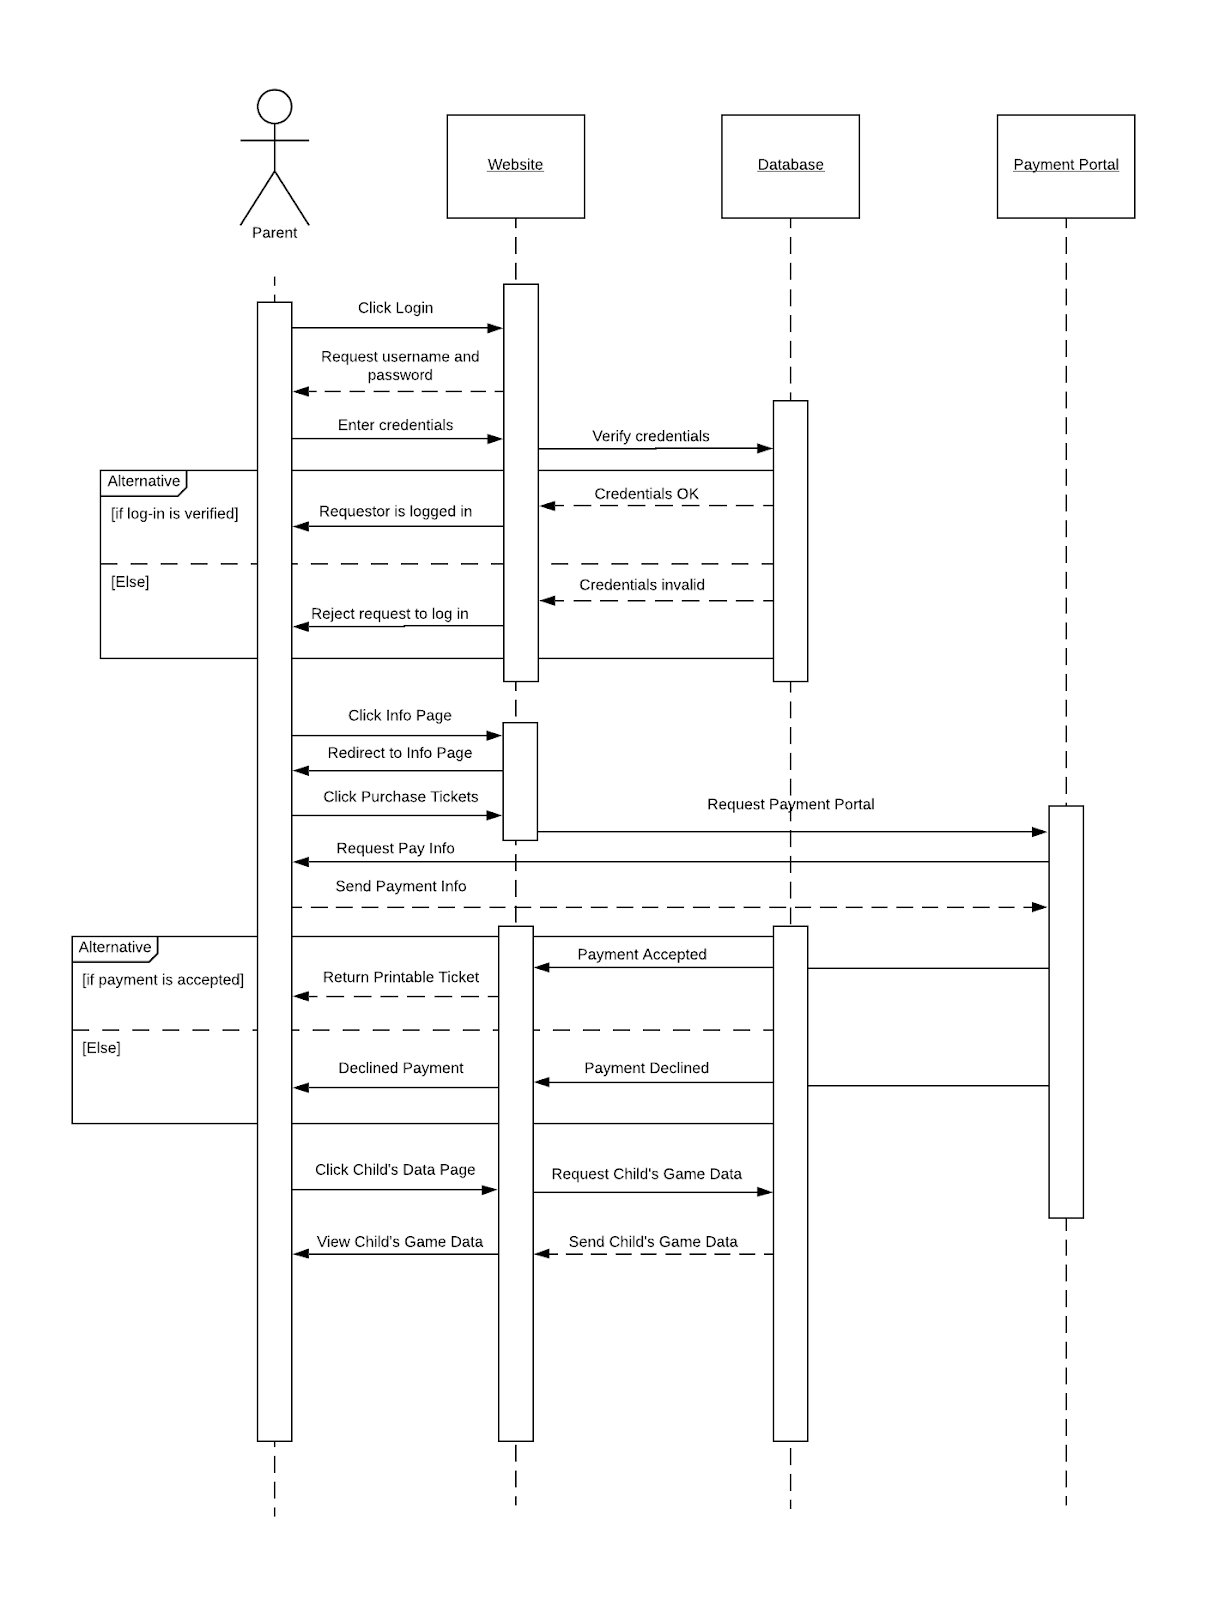 Website
Database
Payment Portal
Parent
Click Login
Request username and
password
Enter credentials
Verify credentials
Alternative
Credentials OK
[if log-in is verified]
Requestor is logged in
[Else]
Credentials invalid
Reject request to log in
Click Info Page
Redirect to Info Page
Click Purchase Tickets
Request Payment Portal
Request Pay Info
Send Payment Info
Alternative
Payment Accepted
[if payment is accepted]
Return Printable Ticket
[Else]
Declined Payment
Payment Declined
Click Child's Data Page
Request Child's Game Data
View Child's Game Data
Send Child's Game Data